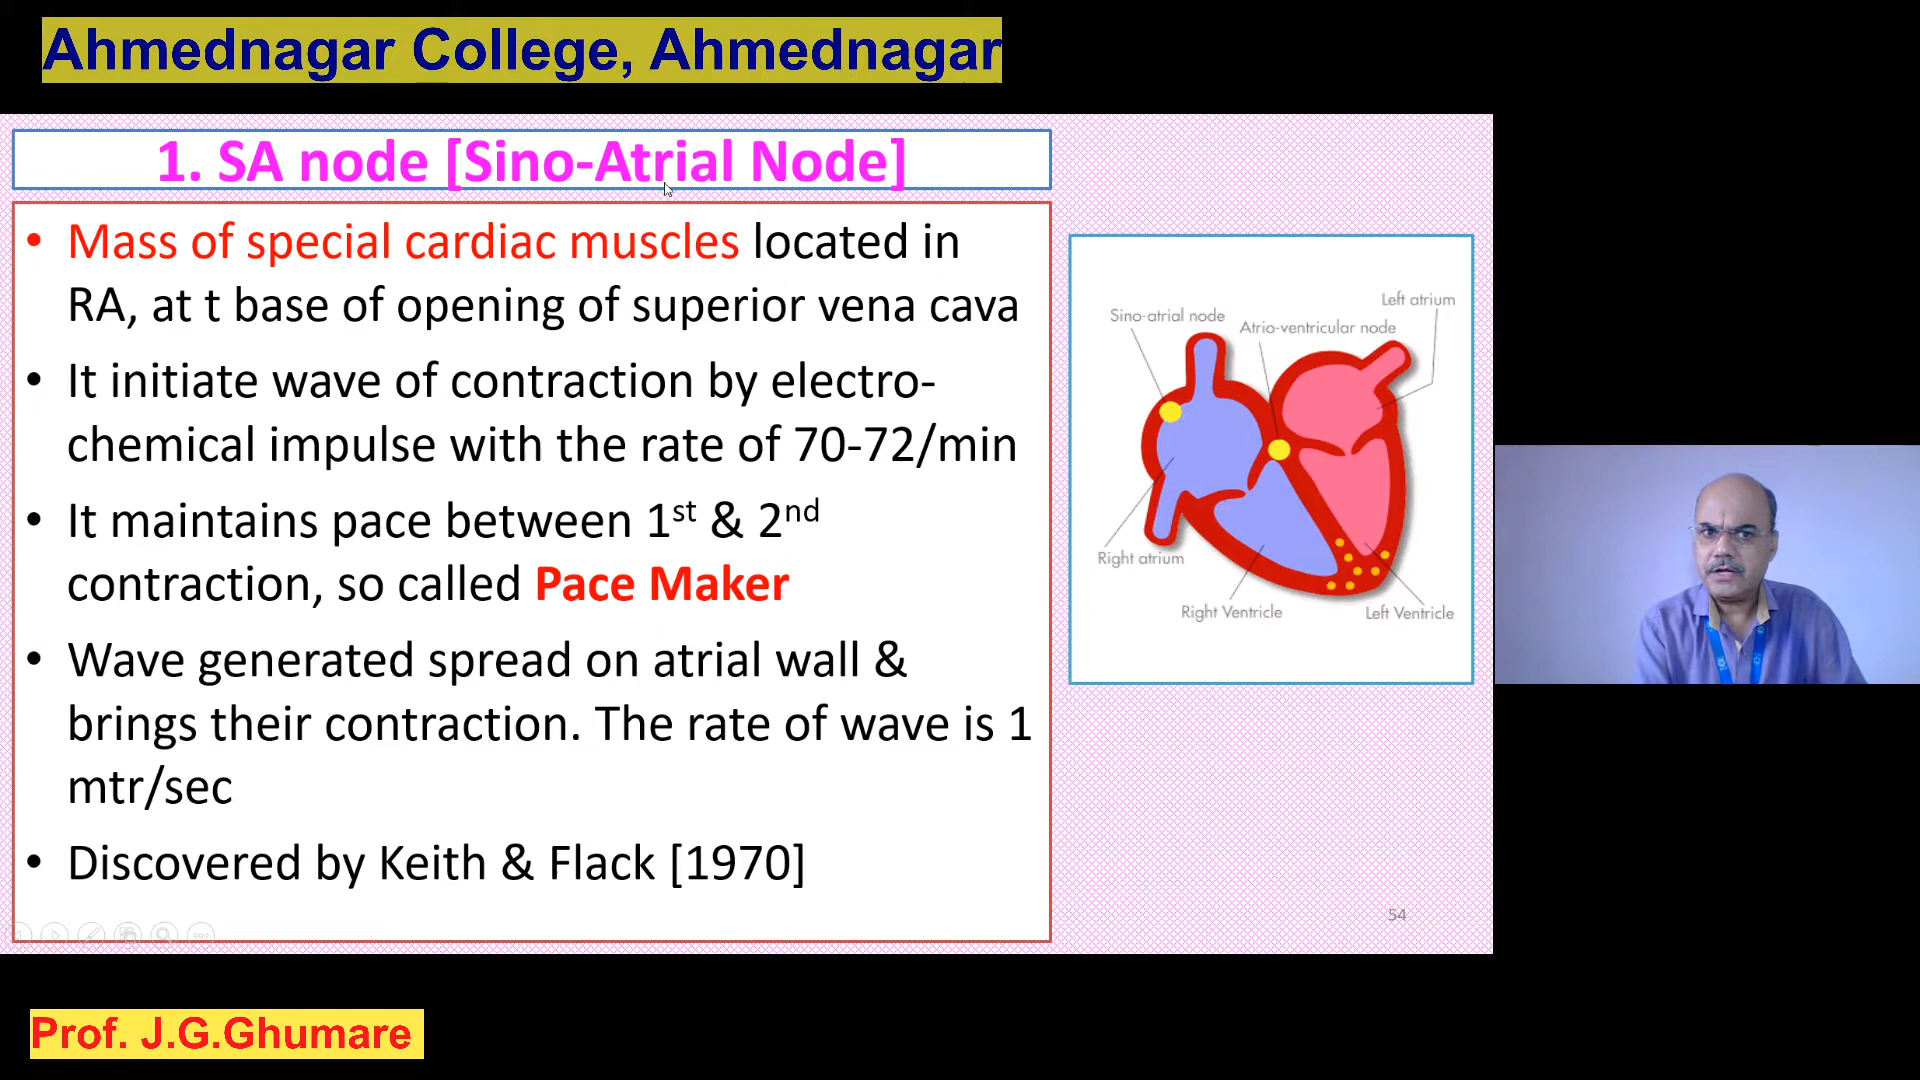 Ahmednagar College, Ahmednagar
1. SA node [Sino-Atrial Node]
• Mass of special cardiac muscles located in
RA, at t base of opening of superior vena cava
• It initiate wave of contraction by electro-
chemical impulse with the rate of 70-72/min
• It maintains pace between 1st & 2nd
contraction, so called Pace Maker
• Wave generated spread on atrial wall &
brings their contraction. The rate of wave is 1
mtr/sec
• Discovered by Keith & Flack [1970]
Left atrium
Sino-atrial node
Atrio-ventricular node
Right atrium
Right Ventricle
Left Ventricle
54
Prof. J.G.Ghumare